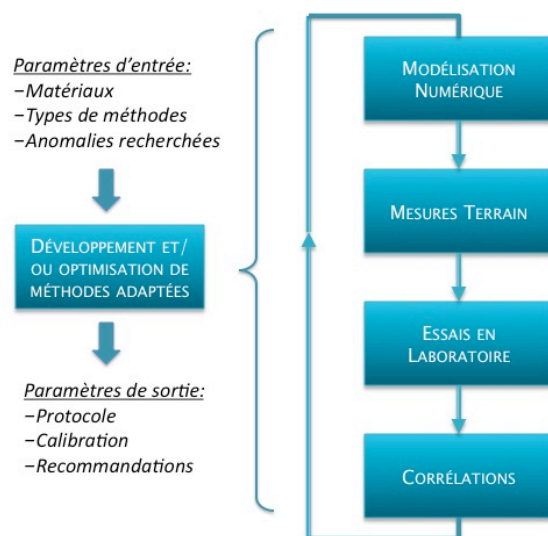 Paramètres d'entrée:
−Matériaux
−Types de méthodes
−Anomalies recherchées
DÉVELOPPEMENT ET/
OU OPTIMISATION DE
MÉTHODES ADAPTÉES
Paramètres de sortie:
−Protocole
−Calibration
−Recommandations
MODÉLISATION
NUMÉRIQUE
MESURES TERRAIN
ESSAIS EN
LABORATOIRE
CORRÉLATIONS